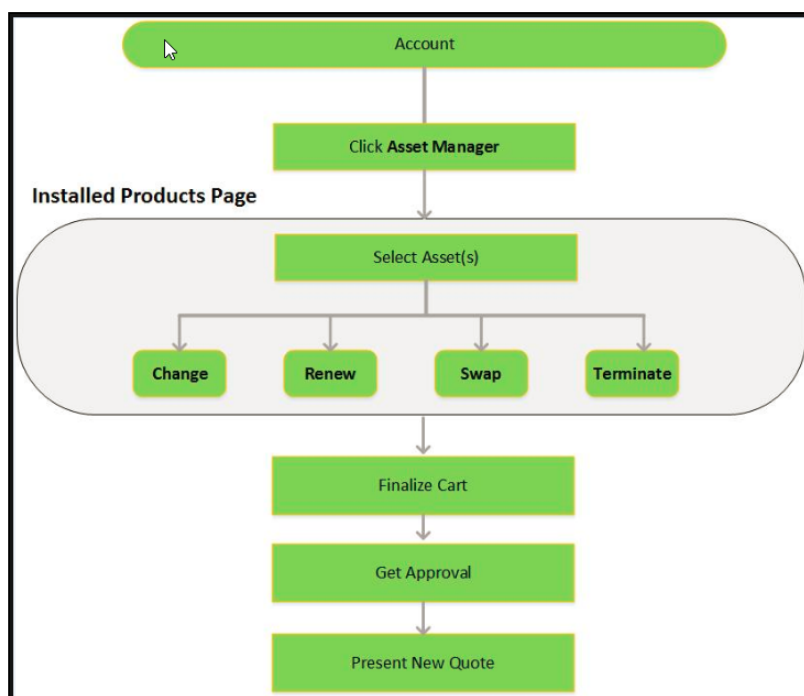 Account
Click Asset Manager
Installed Products Page
Select Asset(s)
Change Renew Swap Terminate
Finalize Cart
Get Approval
Present New Quote